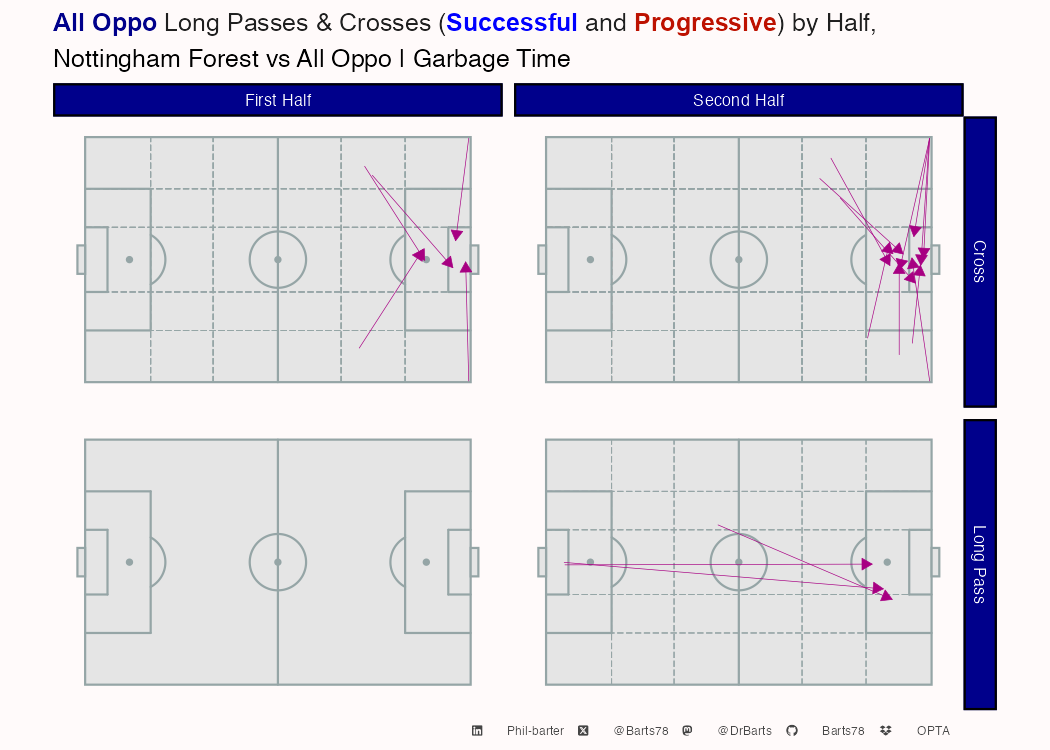 All Oppo Long Passes & Crosses (Successful and Progressive) by Half,
Nottingham Forest vs All Oppo | Garbage Time
First Half
Second Half
Cross
Long Pass
Phil-barter @Barts78 @DrBarts Barts78 OPTA